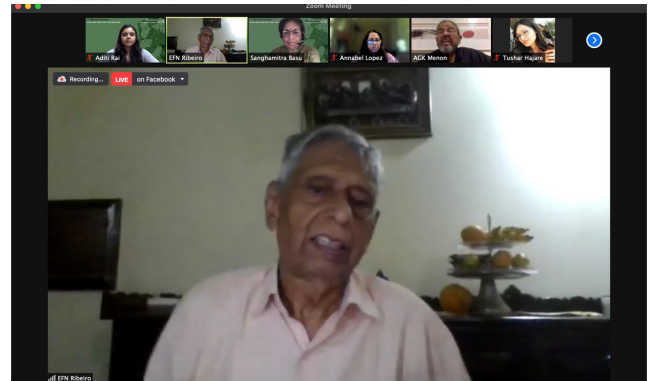 Zoom Meeting
Aditi Rai
EFN Ribeiro
Sanghamitra Basu
Annabel Lopez
AGK Menon
Tushar Hajare
Recording...
LIVE on Facebook
EFN Ribeiro